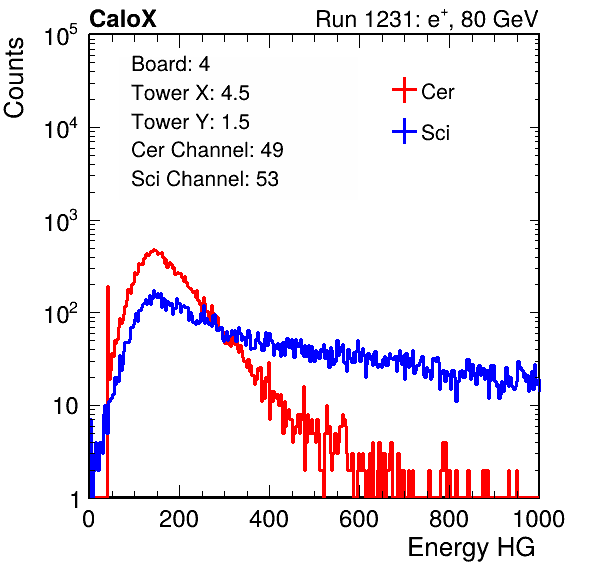 CaloX Run 1231: e⁺, 80 GeV
Counts
10⁵
10⁴
10³
10²
10
1
Board: 4
Tower X: 4.5
Tower Y: 1.5
Cer Channel: 49
Sci Channel: 53
Cer
Sci
0 200 400 600 800 1000
Energy HG